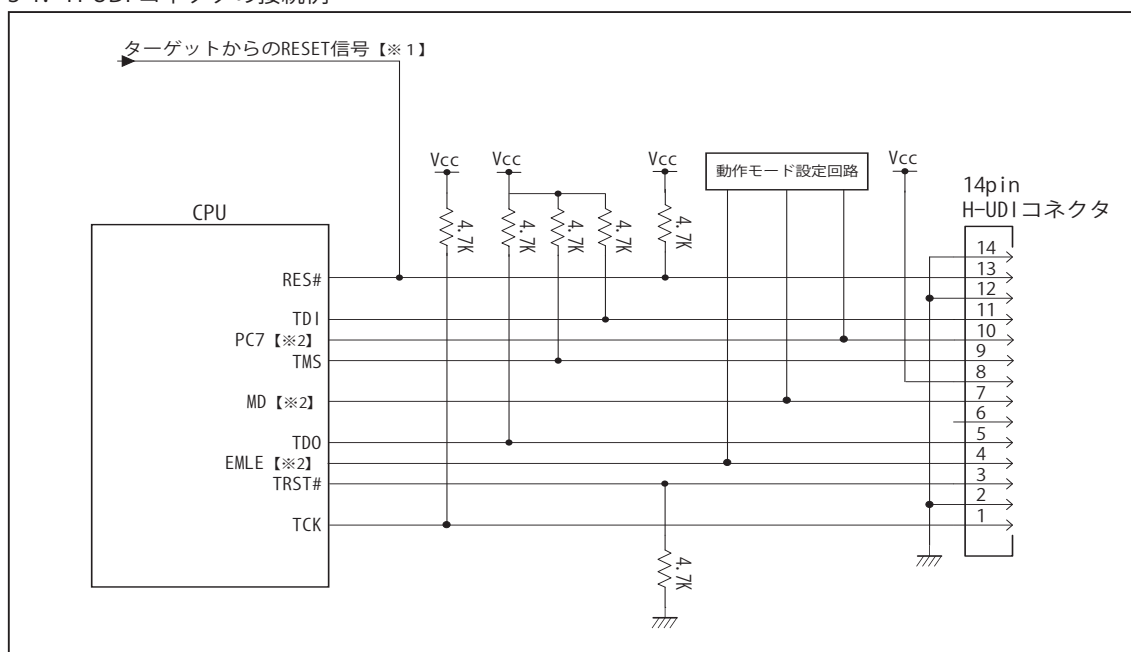 ターゲットからのRESET信号【※1】
Vcc
Vcc
Vcc
動作モード設定回路
Vcc
14pin
H-UDIコネクタ
CPU
4.7K
4.7K
4.7K
4.7K
4.7K
RES#
TDI
PC7【※2】
TMS
MD【※2】
TDO
EMLE【※2】
TRST#
TCK
14
13
12
11
10
9
8
7
6
5
4
3
2
1
4.7K